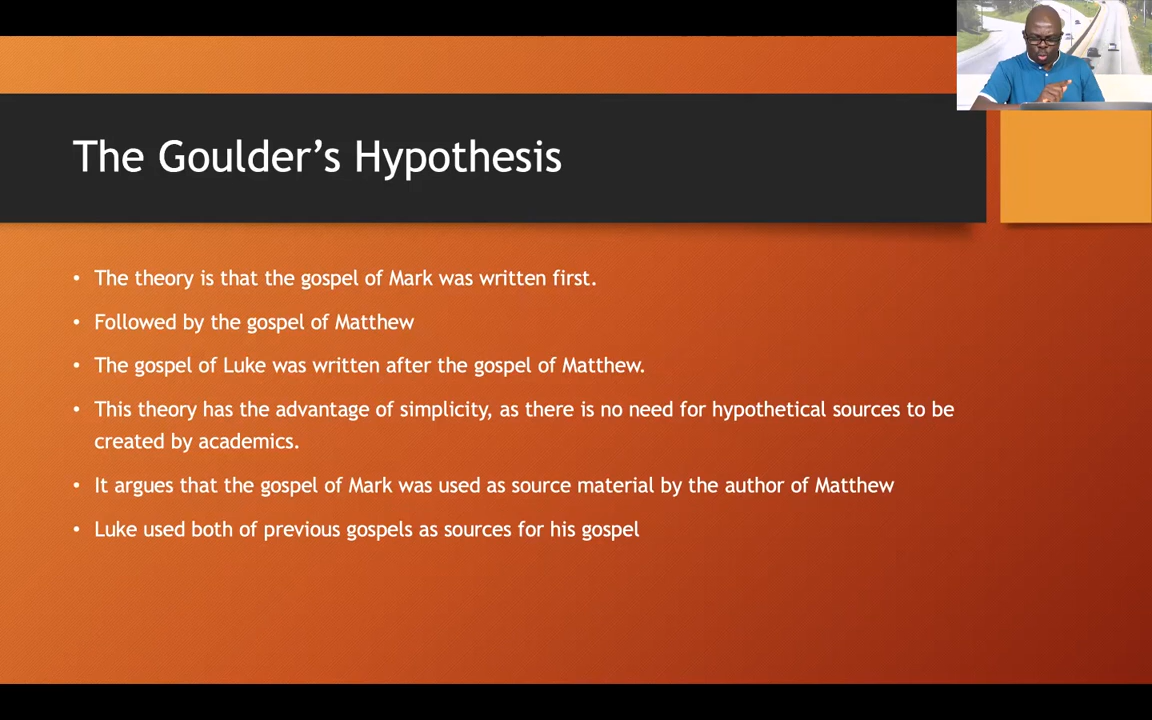 The Goulder's Hypothesis
• The theory is that the gospel of Mark was written first.
• Followed by the gospel of Matthew
• The gospel of Luke was written after the gospel of Matthew.
• This theory has the advantage of simplicity, as there is no need for hypothetical sources to be
created by academics.
• It argues that the gospel of Mark was used as source material by the author of Matthew
• Luke used both of previous gospels as sources for his gospel